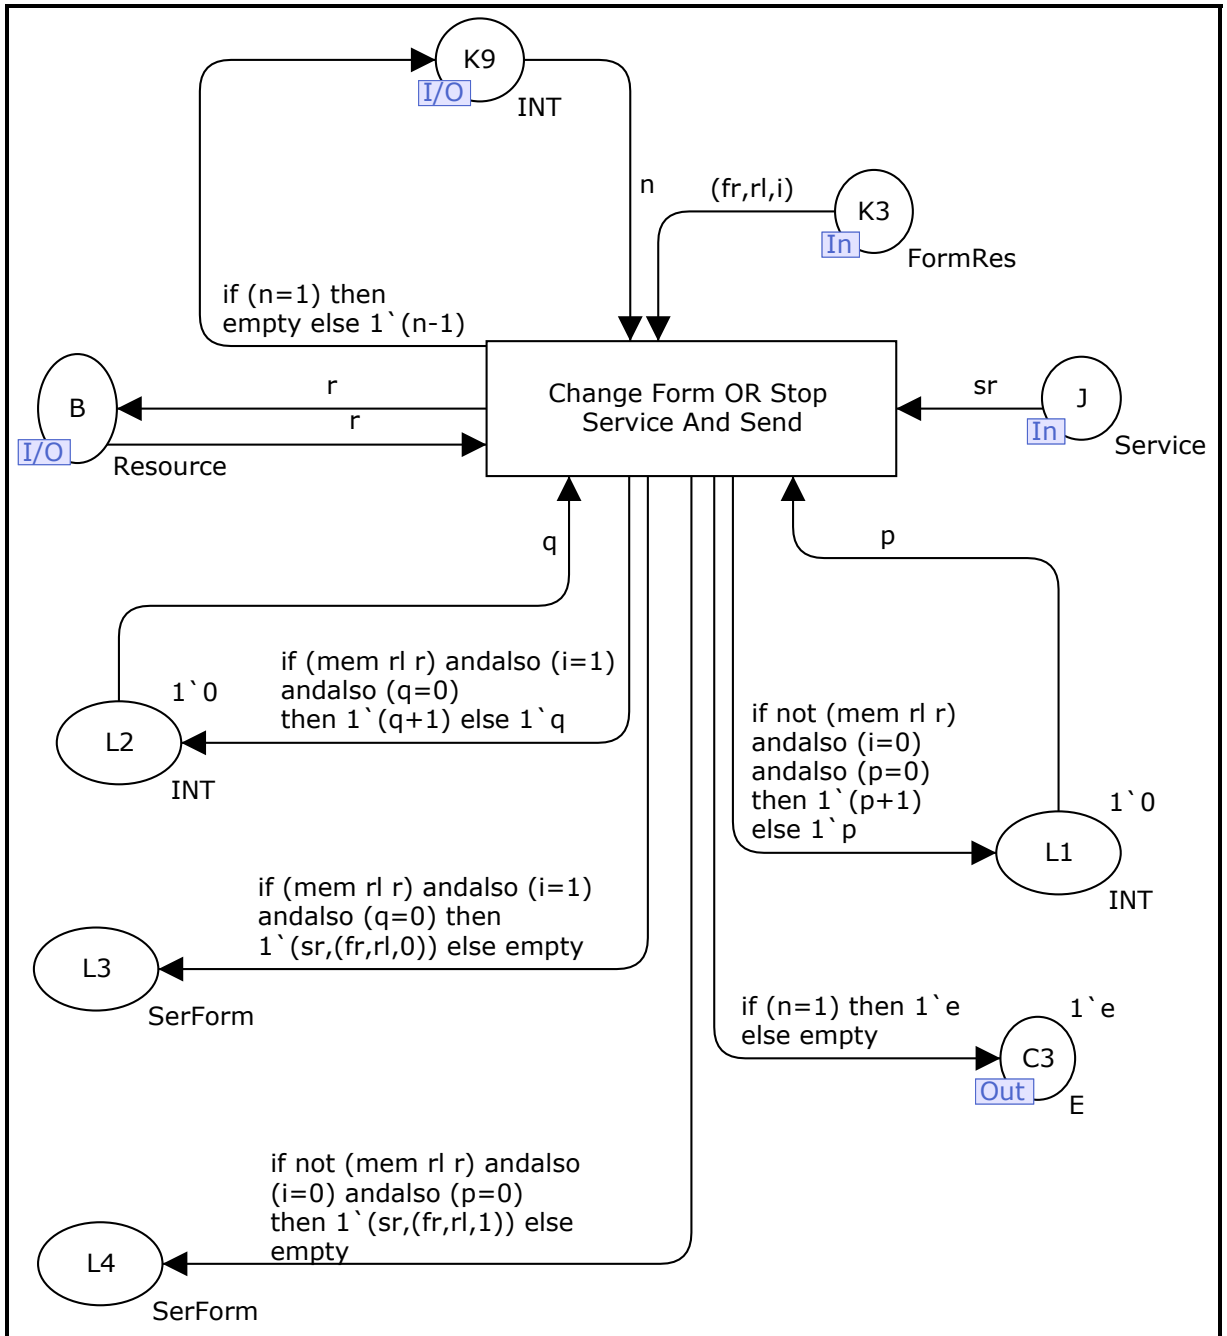 K9
I/O
INT
n
(fr,rl,i)
K3
In
FormRes
if (n=1) then
empty else 1`(n-1)
B
I/O
Resource
r
r
Change Form OR Stop
Service And Send
sr
J
In
Service
q
p
1`0
L2
INT
if (mem rl r) andalso (i=1)
andalso (q=0)
then 1`(q+1) else 1`q
if not (mem rl r)
andalso (i=0)
andalso (p=0)
then 1`(p+1)
else 1`p
1`0
L1
INT
if (mem rl r) andalso (i=1)
andalso (q=0) then
1`(sr,(fr,rl,0)) else empty
L3
SerForm
if (n=1) then 1`e
else empty
1`e
C3
Out
E
if not (mem rl r) andalso
(i=0) andalso (p=0)
then 1`(sr,(fr,rl,1)) else
empty
L4
SerForm